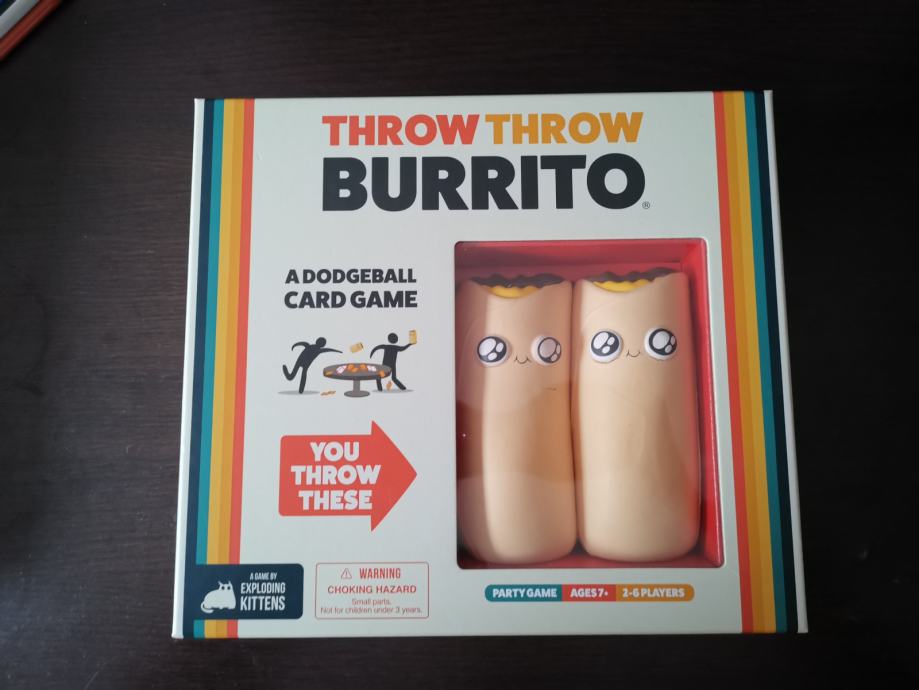 THROW THROW
BURRITO®
A DODGEBALL
CARD GAME
YOU
THROW
THESE
A GAME BY
EXPLODING
KITTENS
⚠ WARNING
CHOKING HAZARD
Small parts.
Not for children under 3 years.
PARTY GAME AGES 7+ 2-6 PLAYERS